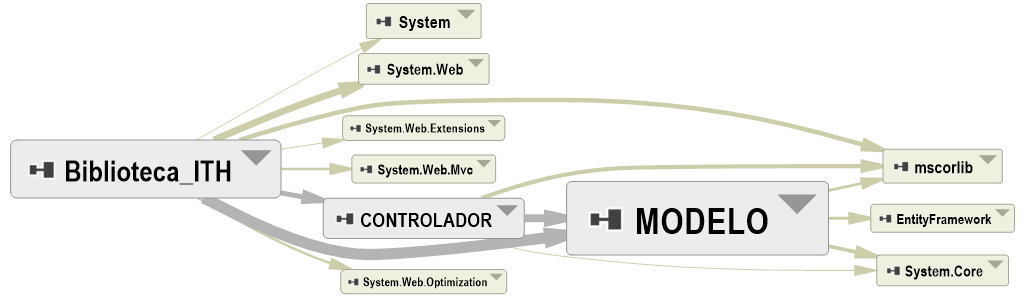 System
System.Web
System.Web.Extensions
Biblioteca_ITH
System.Web.Mvc
mscorlib
CONTROLADOR
MODELO
EntityFramework
System.Web.Optimization
System.Core